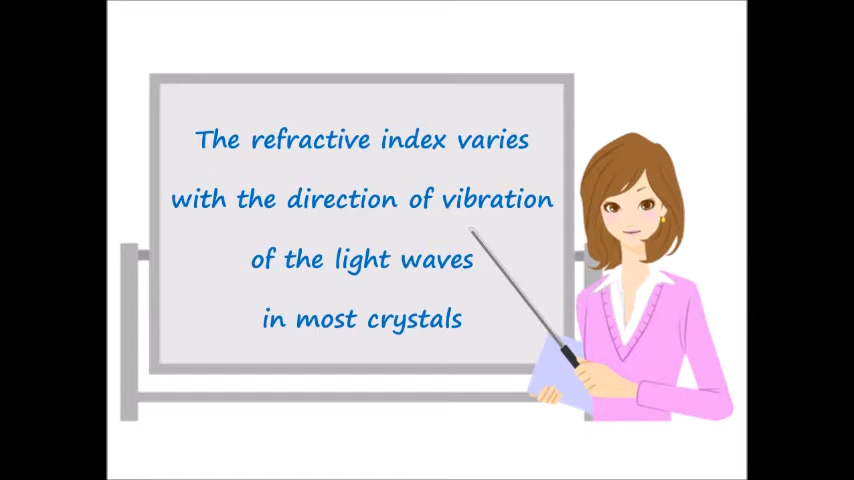 The refractive index varies
with the direction of vibration
of the light waves
in most crystals